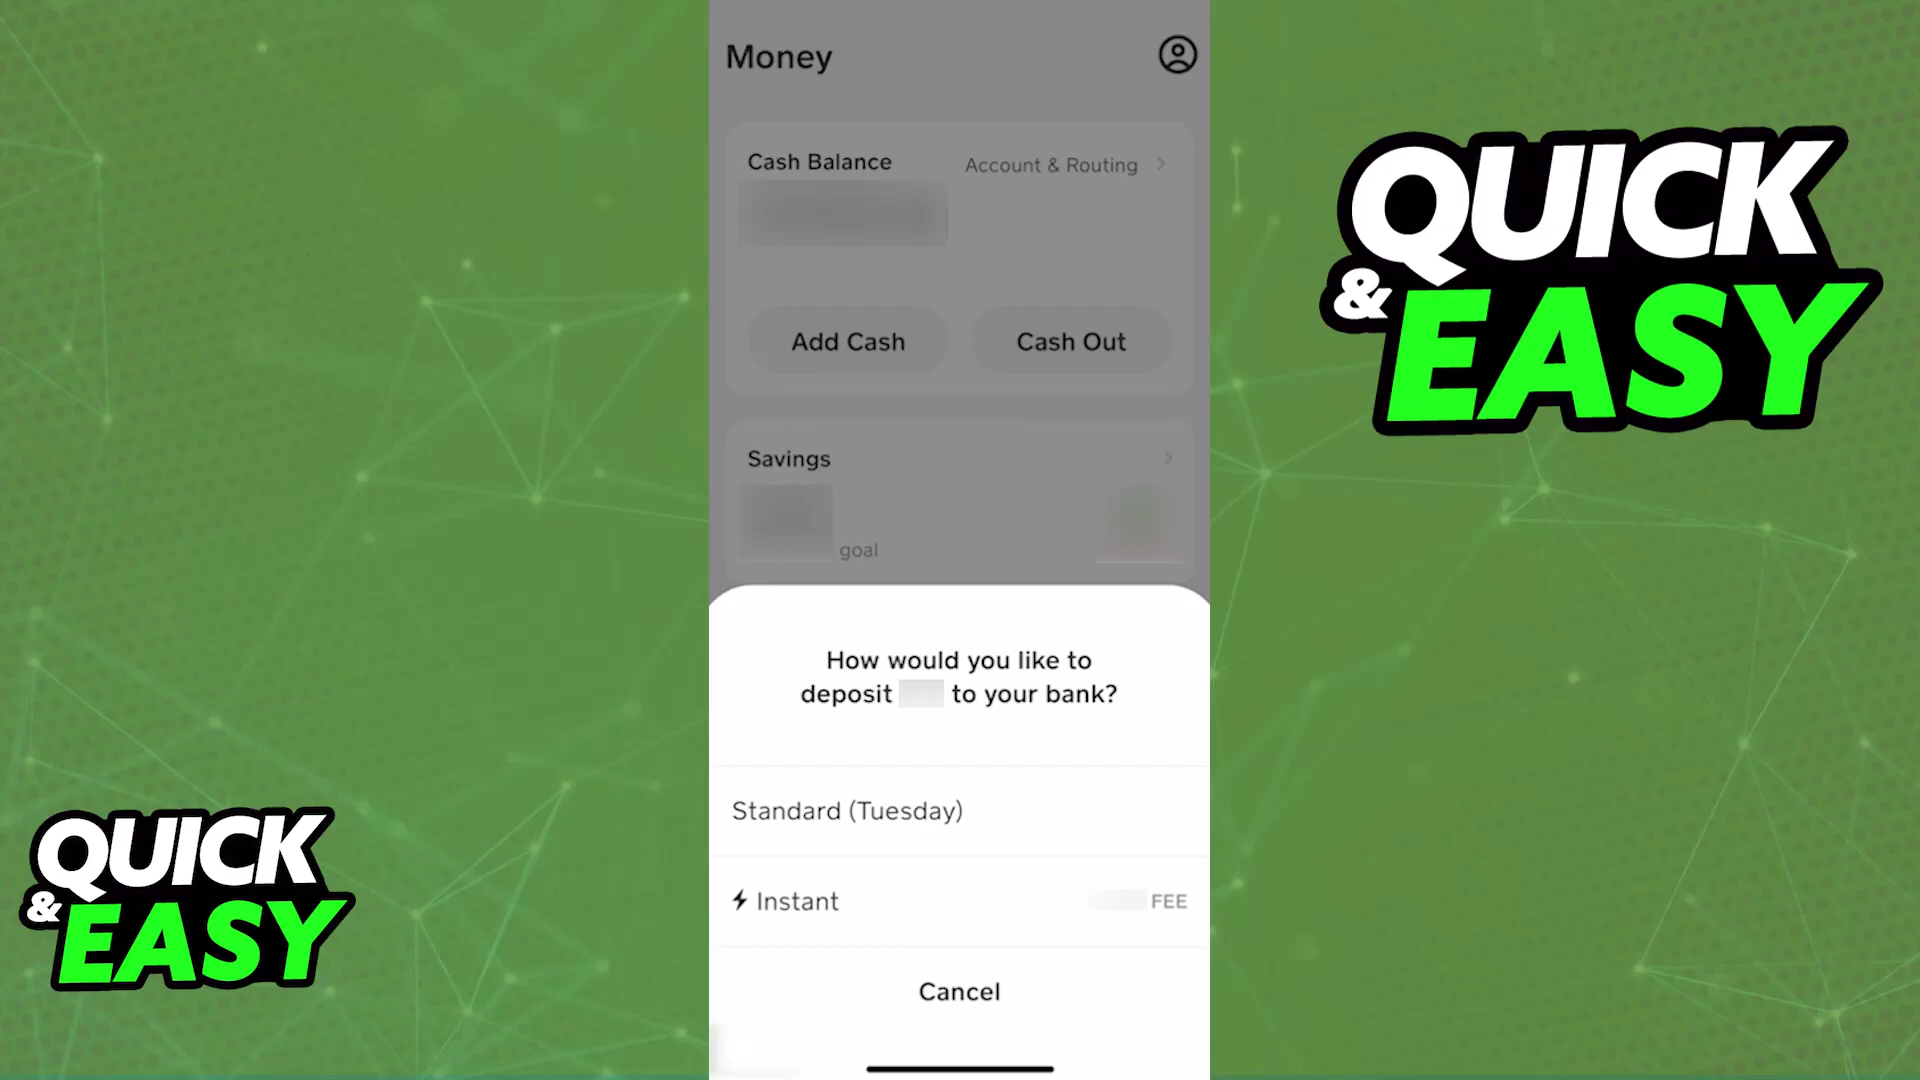 Money
Cash Balance
Account & Routing
Add Cash
Cash Out
Savings
goal
How would you like to
deposit to your bank?
Standard (Tuesday)
Instant
FEE
Cancel
QUICK
& EASY
QUICK
& EASY